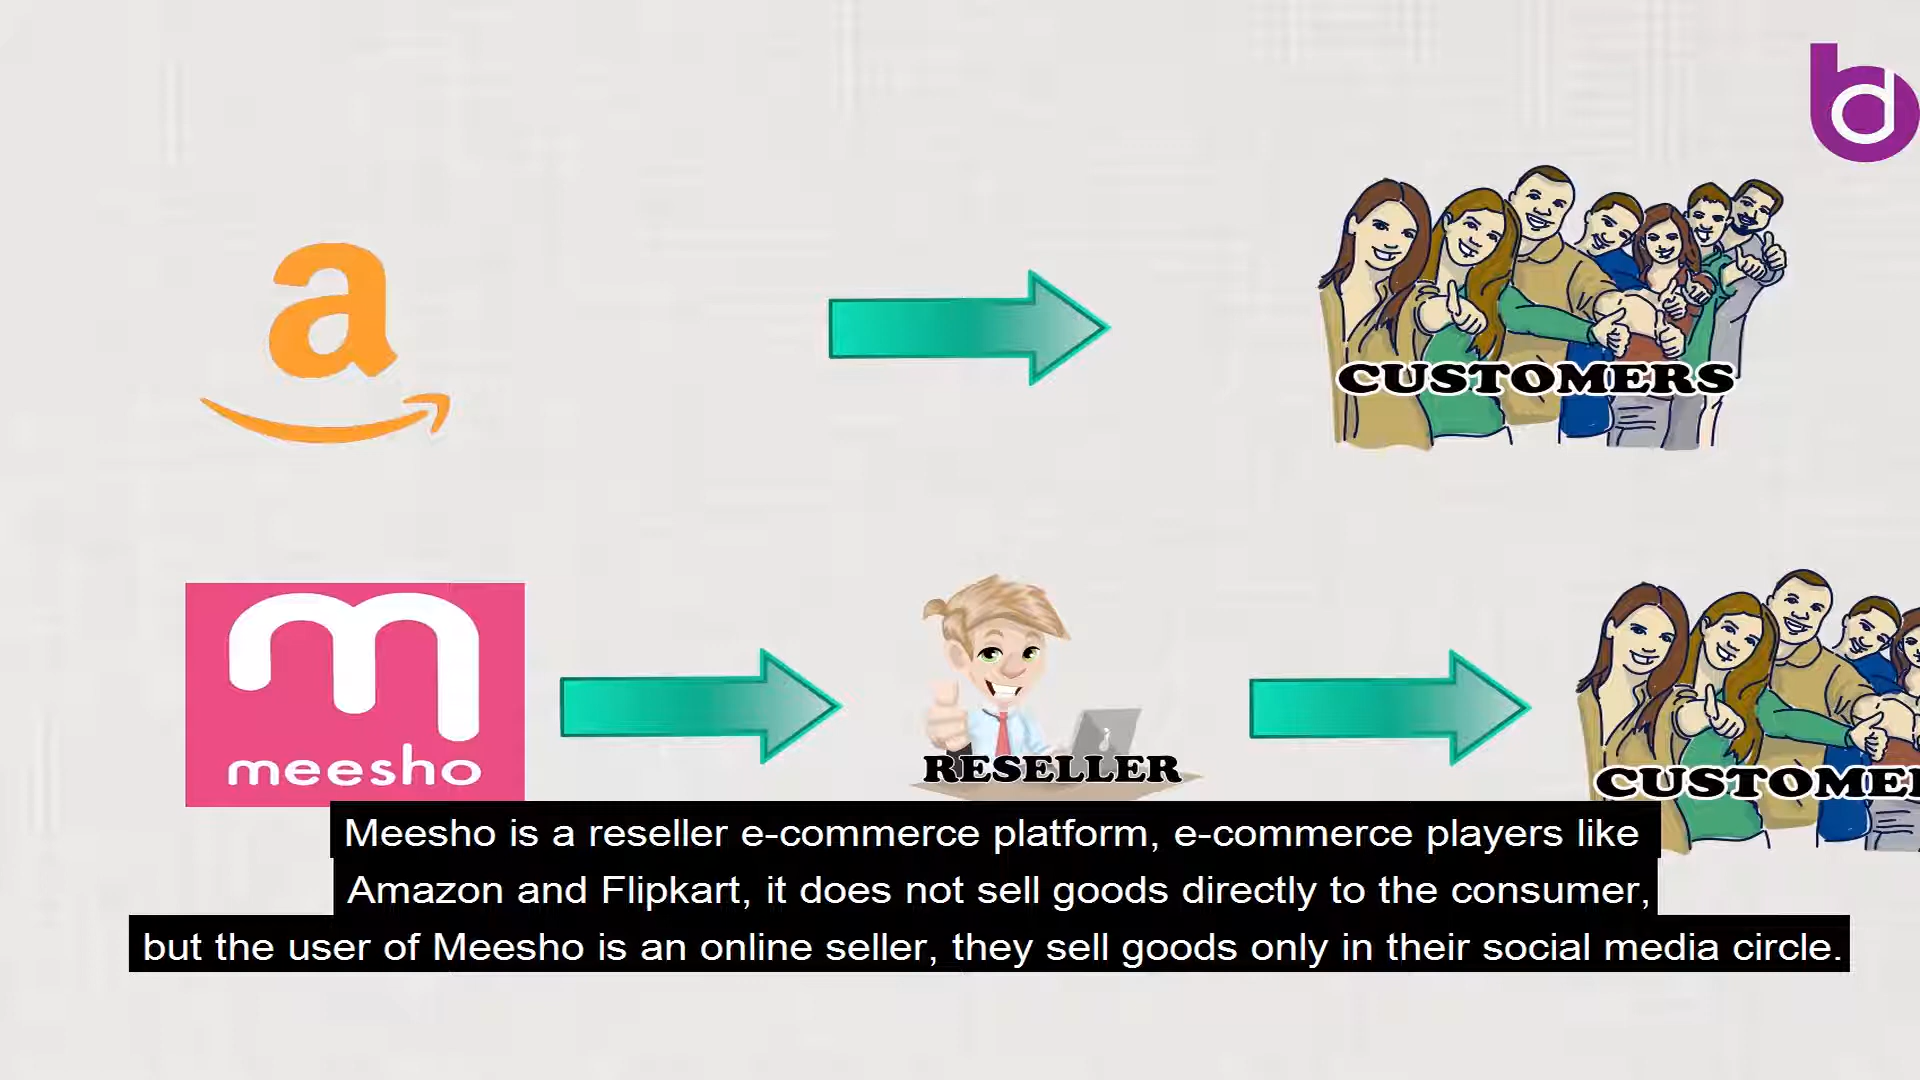 bd
a
CUSTOMERS
meesho
RESELLER
CUSTOME
Meesho is a reseller e-commerce platform, e-commerce players like
Amazon and Flipkart, it does not sell goods directly to the consumer,
but the user of Meesho is an online seller, they sell goods only in their social media circle.